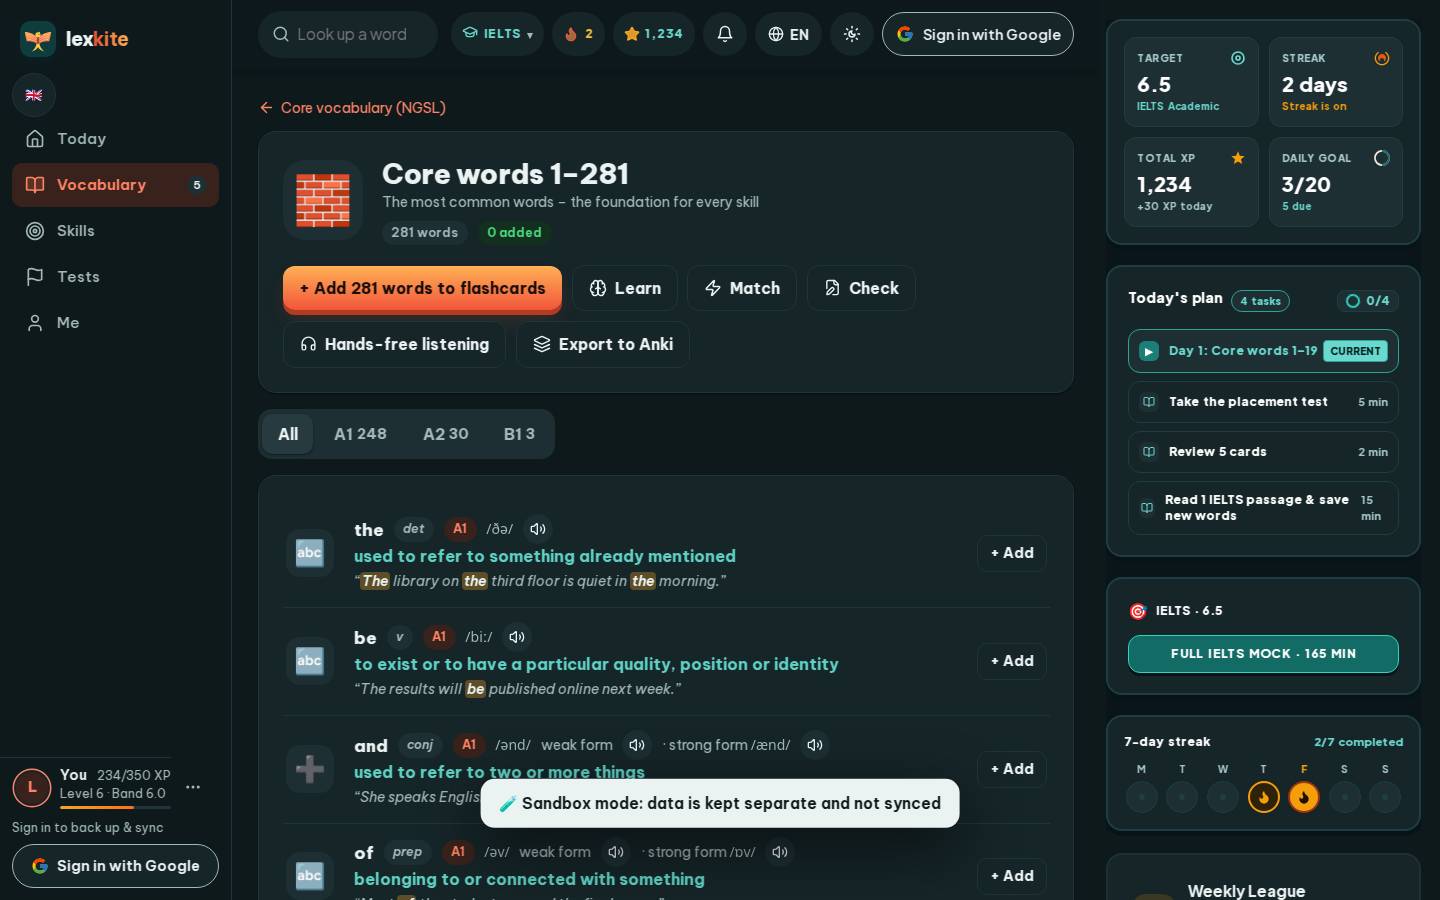 lexkite
Today
Vocabulary 5
Skills
Tests
Me
You 234/350 XP
Level 6 · Band 6.0
Sign in to back up & sync
Sign in with Google
Look up a word
IELTS
2
1,234
EN
Sign in with Google
← Core vocabulary (NGSL)
Core words 1–281
The most common words – the foundation for every skill
281 words 0 added
+ Add 281 words to flashcards
Learn
Match
Check
Hands-free listening
Export to Anki
All
A1 248
A2 30
B1 3
abc
the det A1 /ðə/
used to refer to something already mentioned
“The library on the third floor is quiet in the morning.”
+ Add
abc
be v A1 /biː/
to exist or to have a particular quality, position or identity
“The results will be published online next week.”
+ Add
and conj A1 /ənd/ weak form · strong form /ænd/
used to refer to two or more things
“She speaks Englis
+ Add
🧪 Sandbox mode: data is kept separate and not synced
abc
of prep A1 /əv/ weak form · strong form /ɒv/
belonging to or connected with something
+ Add
TARGET
6.5
IELTS Academic
STREAK
2 days
Streak is on
TOTAL XP
1,234
+30 XP today
DAILY GOAL
3/20
5 due
Today's plan 4 tasks 0/4
Day 1: Core words 1–19 CURRENT
Take the placement test 5 min
Review 5 cards 2 min
Read 1 IELTS passage & save new words 15 min
IELTS · 6.5
FULL IELTS MOCK · 165 MIN
7-day streak 2/7 completed
M T W T F S S
Weekly League
L